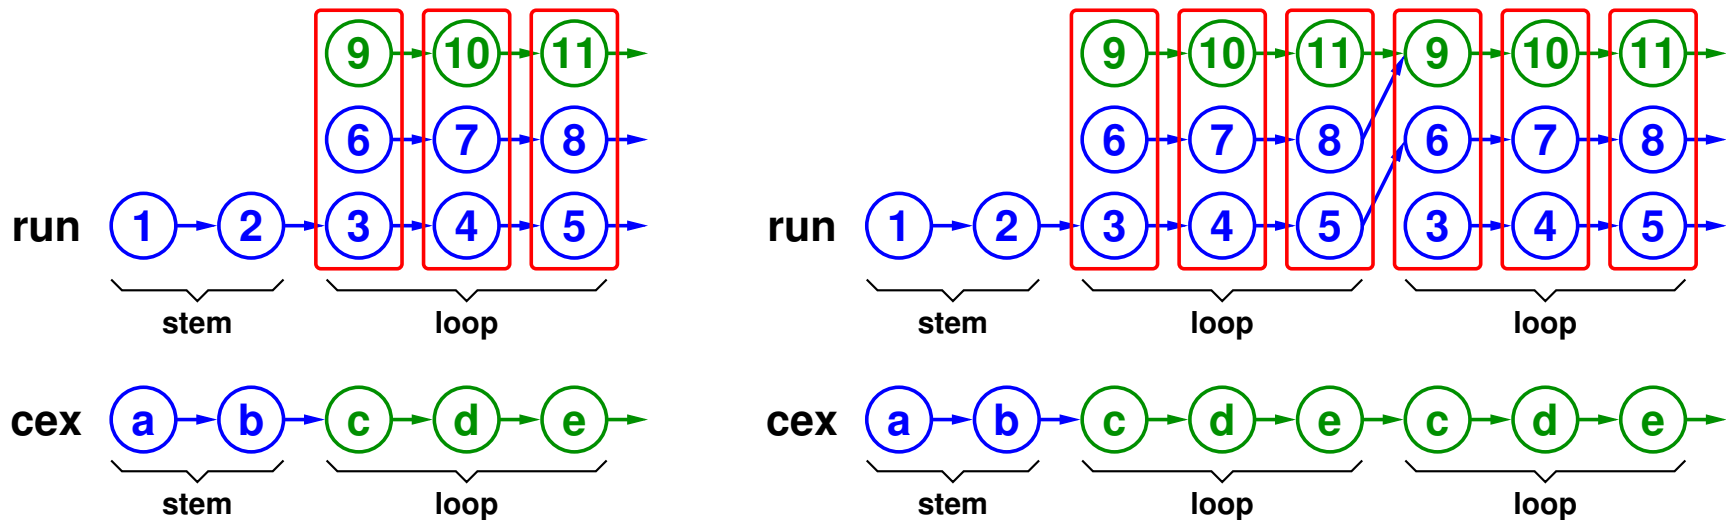 9 10 11 9 10 11 9 10 11
6 7 8 6 7 8 6 7 8
run 1 2 3 4 5 run 1 2 3 4 5 3 4 5
stem loop stem loop loop
cex a b c d e cex a b c d e c d e
stem loop stem loop loop